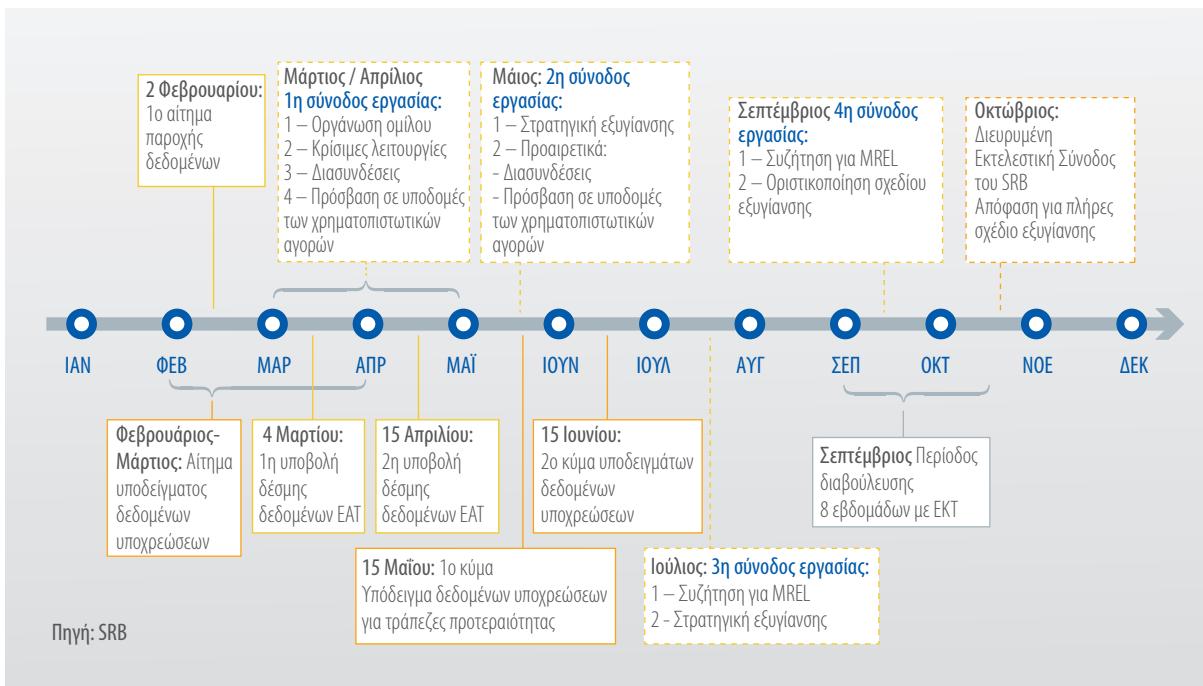 2 Φεβρουαρίου:
1ο αίτημα
παροχής
δεδομένων
Μάρτιος / Απρίλιος
1η σύνοδος εργασίας:
1 – Οργάνωση ομίλου
2 – Κρίσιμες λειτουργίες
3 – Διασυνδέσεις
4 – Πρόσβαση σε υποδομές
των χρηματοπιστωτικών
αγορών
Μάιος: 2η σύνοδος
εργασίας:
1 – Στρατηγική εξυγίανσης
2 – Προαιρετικά:
- Διασυνδέσεις
- Πρόσβαση σε υποδομές
των χρηματοπιστωτικών
αγορών
Σεπτέμβριος 4η σύνοδος
εργασίας:
1 – Συζήτηση για MREL
2 – Οριστικοποίηση σχεδίου
εξυγίανσης
Οκτώβριος:
Διευρυμένη
Εκτελεστική Σύνοδος
του SRB
Απόφαση για πλήρες
σχέδιο εξυγίανσης
ΙΑΝ ΦΕΒ ΜΑΡ ΑΠΡ ΜΑΪ ΙΟΥΝ ΙΟΥΛ ΑΥΓ ΣΕΠ ΟΚΤ ΝΟΕ ΔΕΚ
Φεβρουάριος-
Μάρτιος: Αίτημα
υποδείγματος
δεδομένων
υποχρεώσεων
4 Μαρτίου:
1η υποβολή
δέσμης
δεδομένων ΕΑΤ
15 Απριλίου:
2η υποβολή
δέσμης
δεδομένων ΕΑΤ
15 Ιουνίου:
2ο κύμα υποδειγμάτων
δεδομένων
υποχρεώσεων
Σεπτέμβριος Περίοδος
διαβούλευσης
8 εβδομάδων με ΕΚΤ
15 Μαΐου: 1ο κύμα
Υπόδειγμα δεδομένων υποχρεώσεων
για τράπεζες προτεραιότητας
Ιούλιος: 3η σύνοδος εργασίας:
1 – Συζήτηση για MREL
2 - Στρατηγική εξυγίανσης
Πηγή: SRB